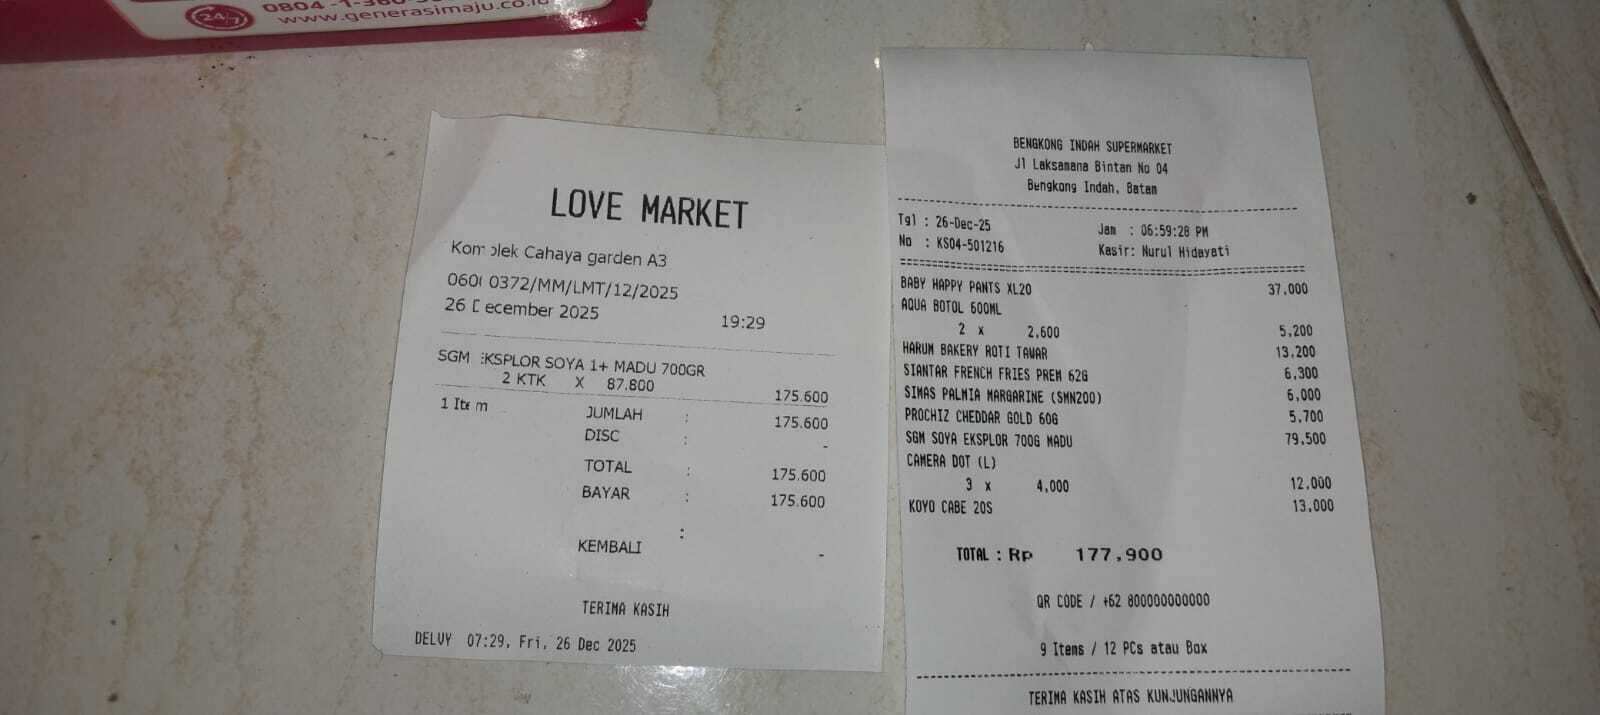 24/7
www.generasimaju.co.id
LOVE MARKET
Komplek Cahaya garden A3
0372/MM/LMT/12/2025
26 December 2025 19:29
SGM EKSPLOR SOYA 1+ MADU 700GR
2 KTK X 87.800 175.600
1 Item JUMLAH : 175.600
DISC : -
TOTAL : 175.600
BAYAR : 175.600
:
KEMBALI -
TERIMA KASIH
DELVY 07:29, Fri, 26 Dec 2025
BENGKONG INDAH SUPERMARKET
Jl Laksamana Bintan No 04
Bengkong Indah, Batam
Tgl : 26-Dec-25 Jam : 06:59:28 PM
No : KS04-501216 Kasir: Nurul Hidayati
BABY HAPPY PANTS XL20 37,000
AQUA BOTOL 600ML
2 x 2,600 5,200
HARUM BAKERY ROTI TAWAR 13,200
SIANTAR FRENCH FRIES PREM 62G 6,300
SIMAS PALMIA MARGARINE (SMN200) 6,000
PROCHIZ CHEDDAR GOLD 60G 5,700
SGM SOYA EKSPLOR 700G MADU 79,500
CAMERA DOT (L)
3 x 4,000 12,000
KOYO CABE 20S 13,000
TOTAL : Rp 177,900
QR CODE / +62 800000000000
9 Items / 12 PCs atau Box
TERIMA KASIH ATAS KUNJUNGANNYA